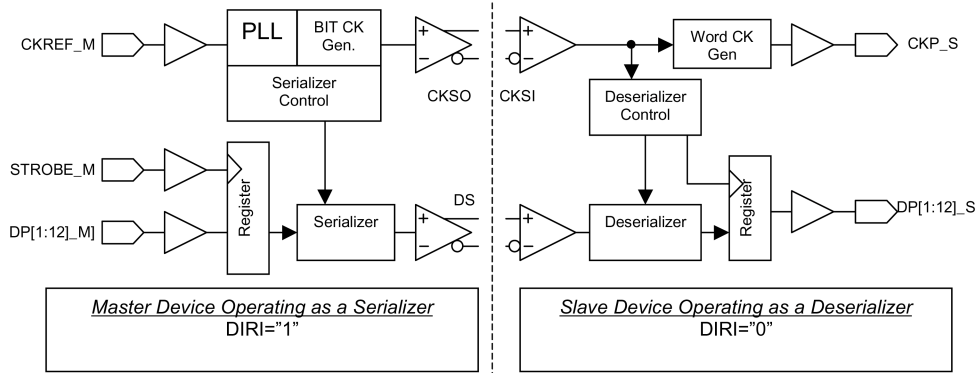 CKREF_M
PLL
BIT CK
Gen.
+
−
Serializer
Control
CKSO
CKSI
+
−
Word CK
Gen
CKP_S
Deserializer
Control
STROBE_M
Register
DP[1:12]_M]
Serializer
DS
+
−
+
−
Deserializer
Register
DP[1:12]_S
Master Device Operating as a Serializer
DIRI=”1”
Slave Device Operating as a Deserializer
DIRI=”0”